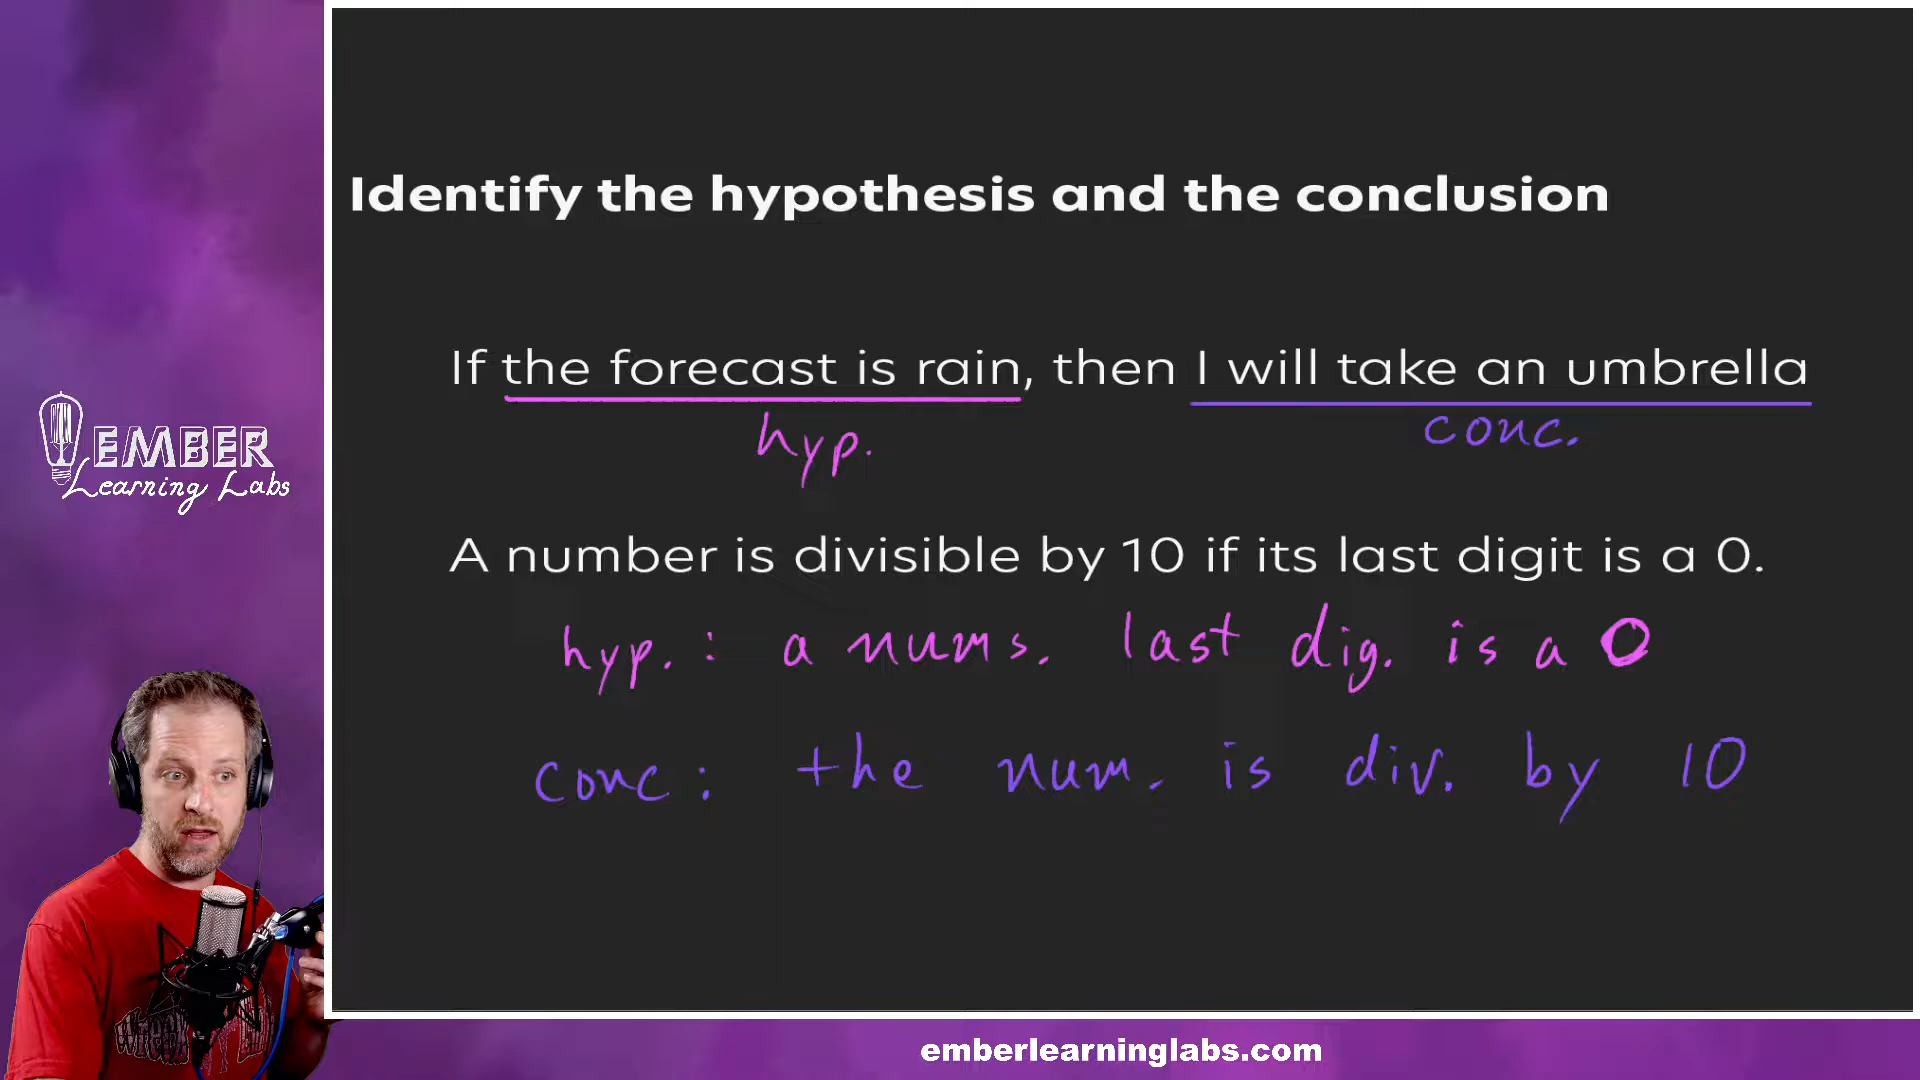 Identify the hypothesis and the conclusion
If the forecast is rain, then I will take an umbrella
hyp. conc.
A number is divisible by 10 if its last digit is a 0.
hyp. : a nums. last dig. is a 0
conc : the num. is div. by 10
EMBER
Learning Labs
emberlearninglabs.com